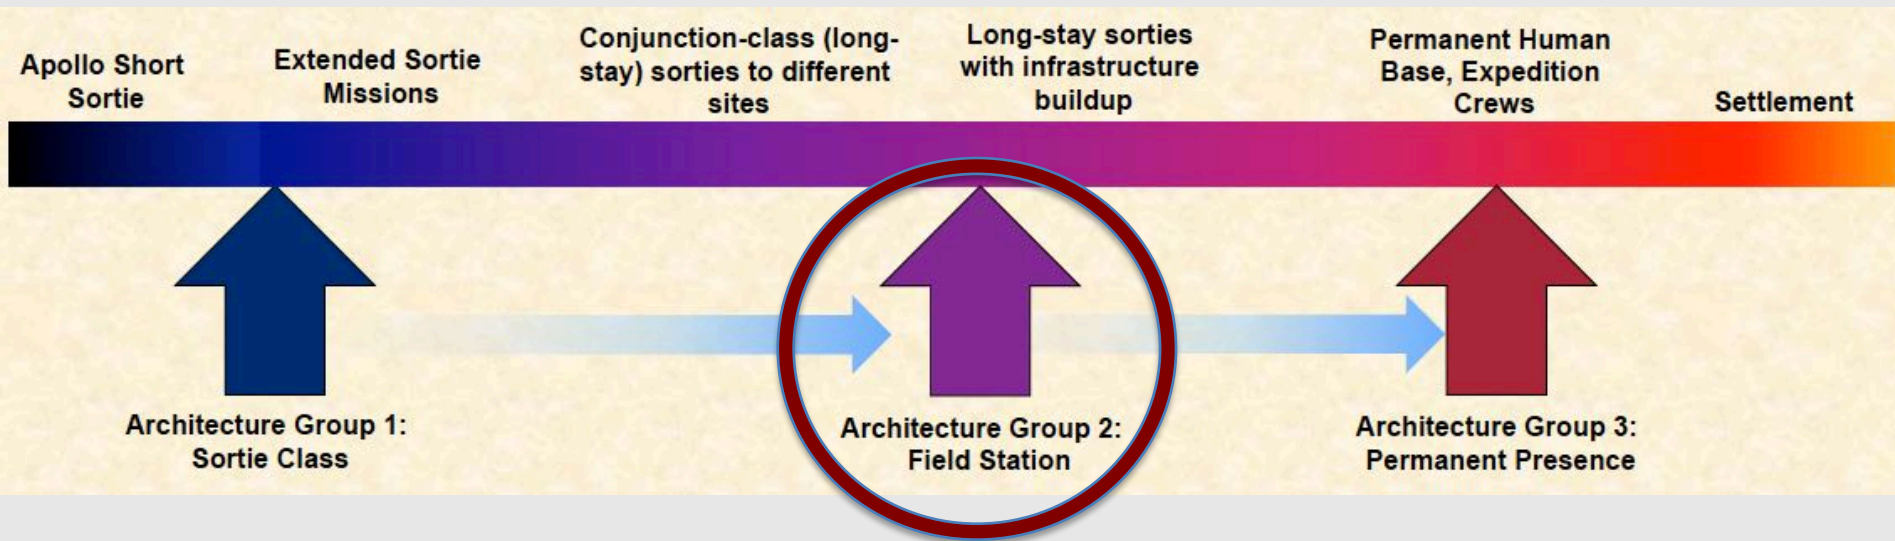 Apollo Short
Sortie
Extended Sortie
Missions
Conjunction-class (long-
stay) sorties to different
sites
Long-stay sorties
with infrastructure
buildup
Permanent Human
Base, Expedition
Crews
Settlement
Architecture Group 1:
Sortie Class
Architecture Group 2:
Field Station
Architecture Group 3:
Permanent Presence